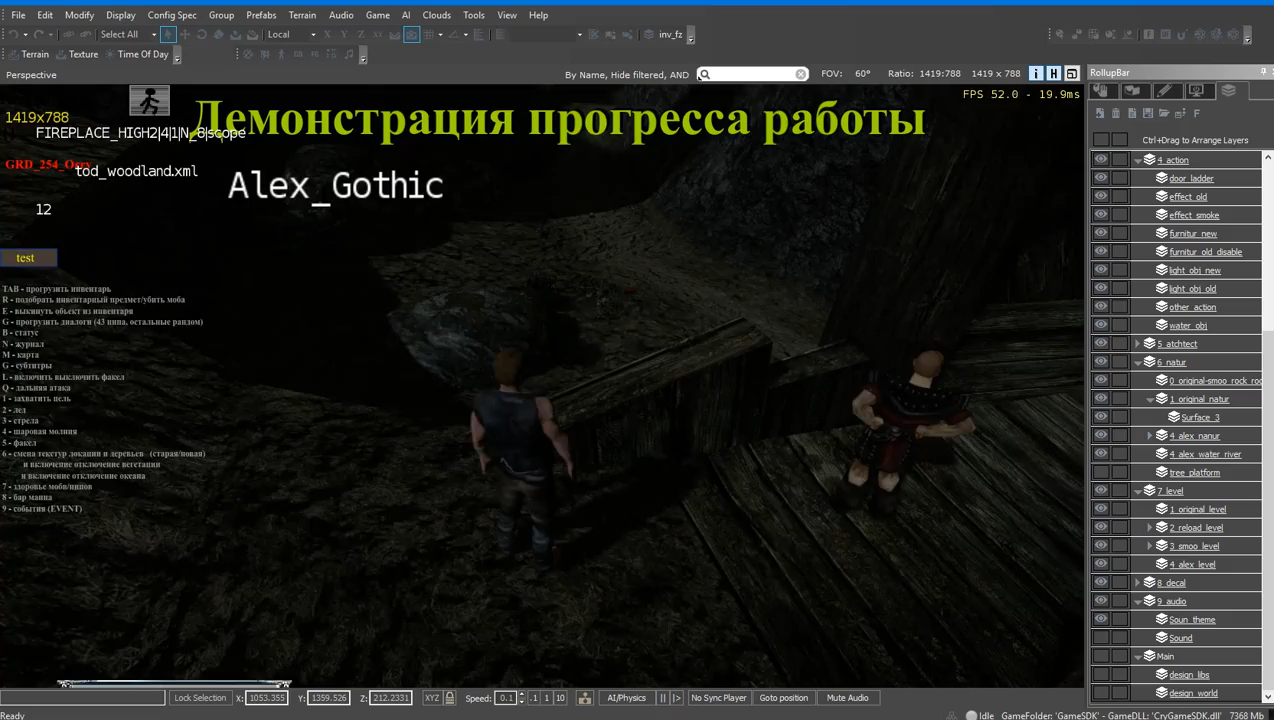 File Edit Modify Display Config Spec Group Prefabs Terrain Audio Game AI Clouds Tools View Help
Select All Local X Y Z XY inv_fz
Terrain Texture Time Of Day
Perspective By Name, Hide filtered, AND FOV: 60° Ratio: 1419:788 1419 x 788 i H
RollupBar
FPS 52.0 - 19.9ms
1419x788
Демонстрация прогресса работы
FIREPLACE_HIGH2|4|1|N_8|scope
tod_woodland.xml
Alex_Gothic
12
test
TAB - прогрузить инвентарь
R - подобрать инвентарный предмет/убить моба
E - выкинуть объект из инвентаря
G - прогрузить диалоги (43 нипа, остальные рандом)
B - статус
N - журнал
M - карта
G - субтитры
L - включить выключить факел
Q - дальняя атака
1 - захватить цель
2 - лед
3 - стрела
4 - шаровая молния
5 - факел
6 - смена текстур локации и деревьев (старая/новая)
и включение отключение вегетации
и включение отключение океана
7 - здоровье моба/нипов
8 - бар манна
9 - события (EVENT)
F
Ctrl+Drag to Arrange Layers
4_action
door_ladder
effect_old
effect_smoke
furnitur_new
furnitur_old_disable
light_obj_new
light_obj_old
other_action
water_obj
5_atchtect
6_natur
0_original-smoo_rock_roc
1_original_natur
Surface_3
4_alex_nanur
4_alex_water_river
tree_platform
7_level
1_original_level
2_reload_level
3_smoo_level
4_alex_level
8_decal
9_audio
Soun_theme
Sound
Main
design_libs
design_world
Lock Selection X: 1053.355 Y: 1359.526 Z: 212.2331 XYZ Speed: 0.1 .1 1 10 AI/Physics No Sync Player Goto position Mute Audio
Ready Idle GameFolder: 'GameSDK' - GameDLL: 'CryGameSDK.dll' 7368 Mb